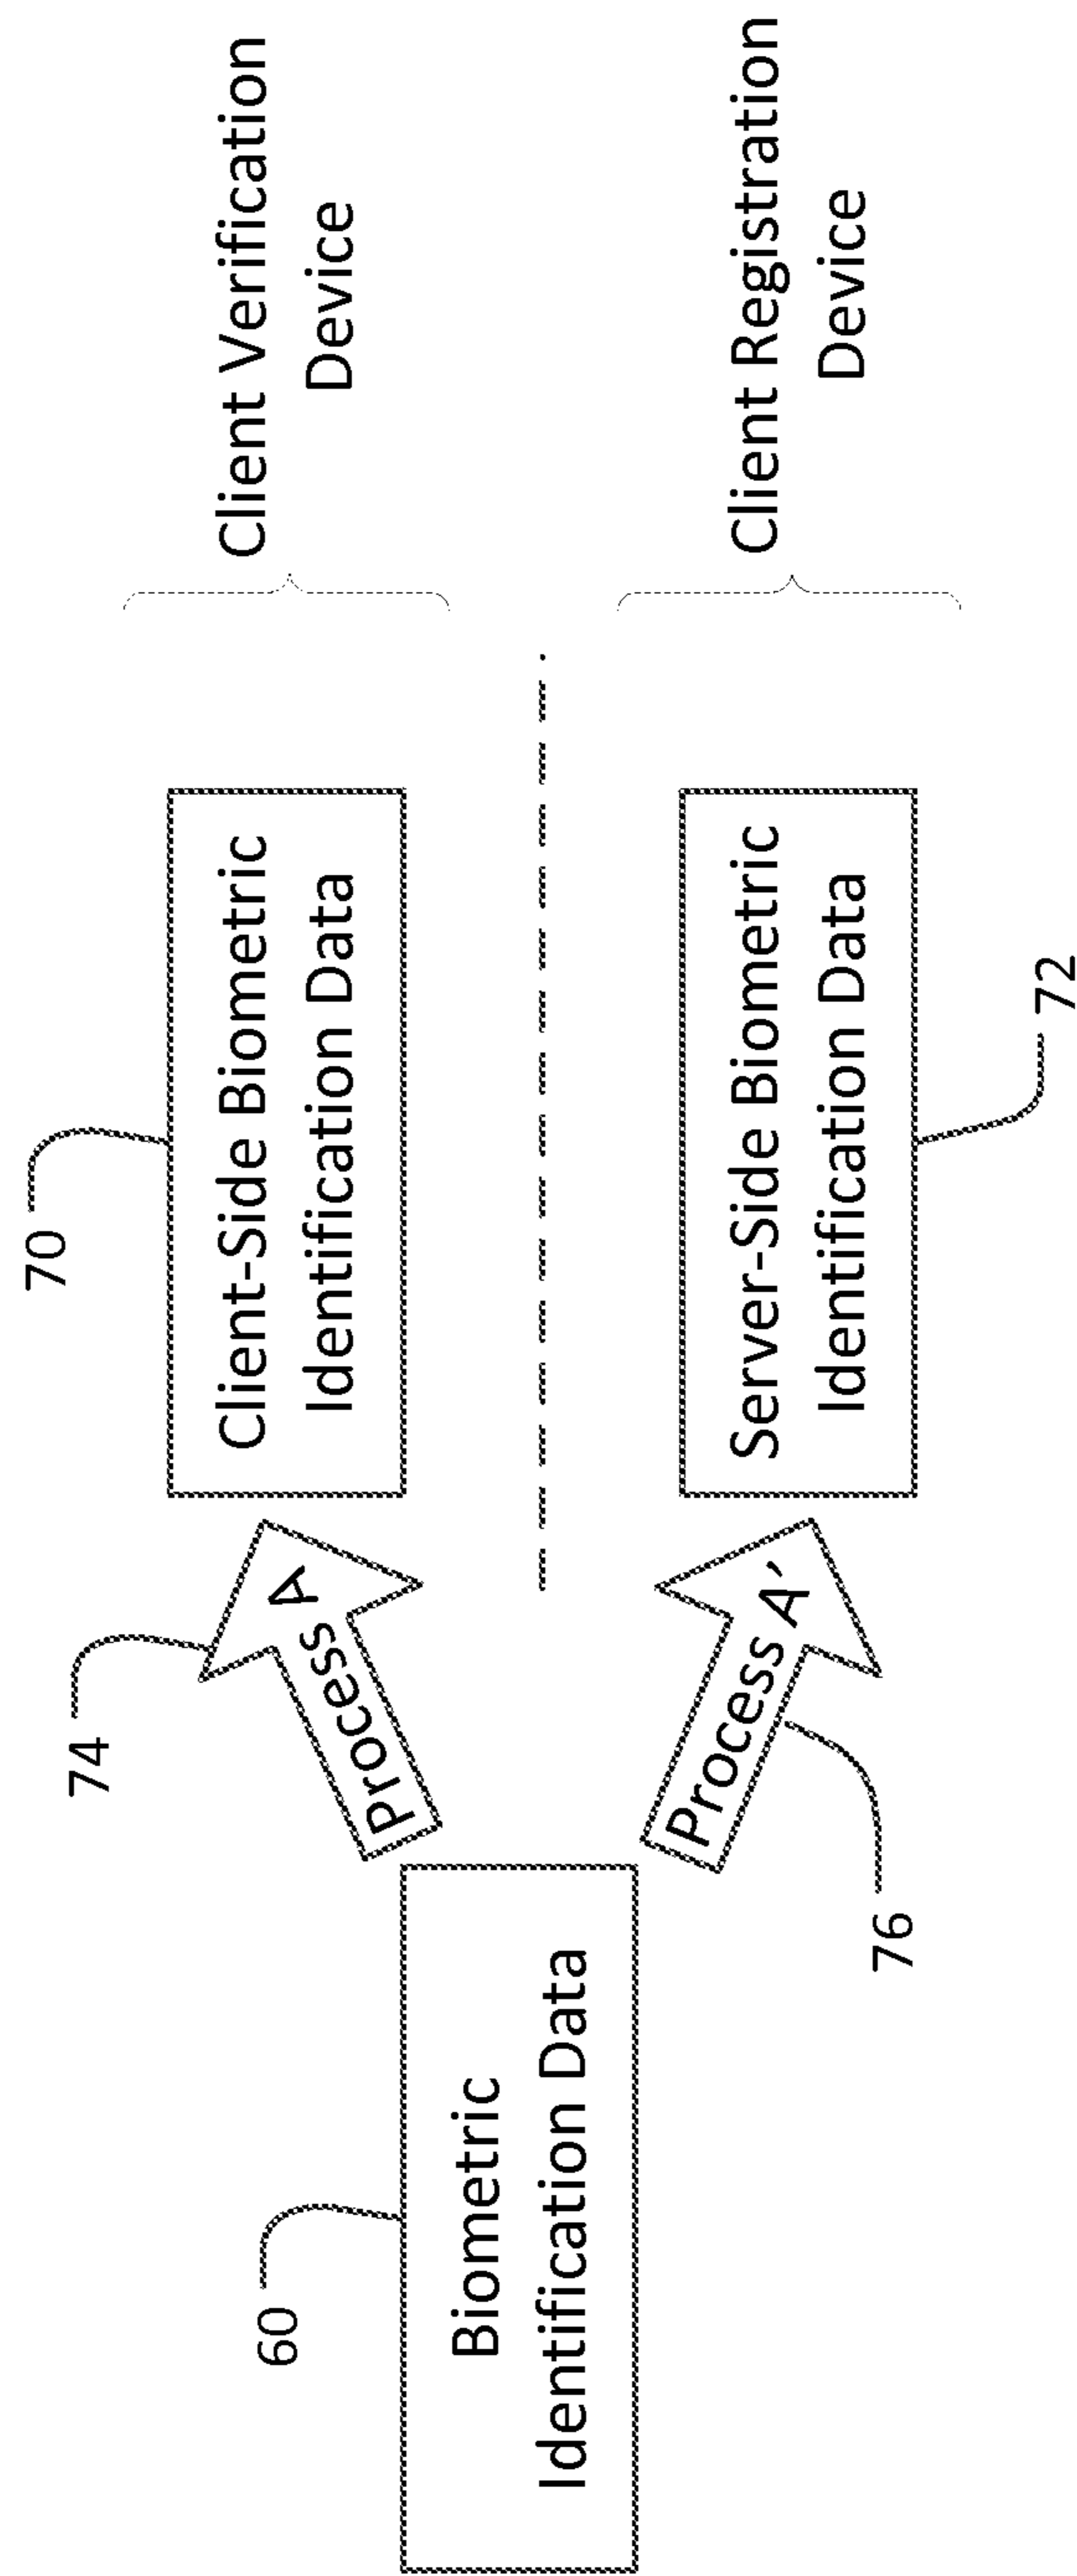 70
Client-Side Biometric
Identification Data
Client Verification
Device
74
Process A
60
Biometric
Identification Data
Process A’
76
Server-Side Biometric
Identification Data
72
Client Registration
Device